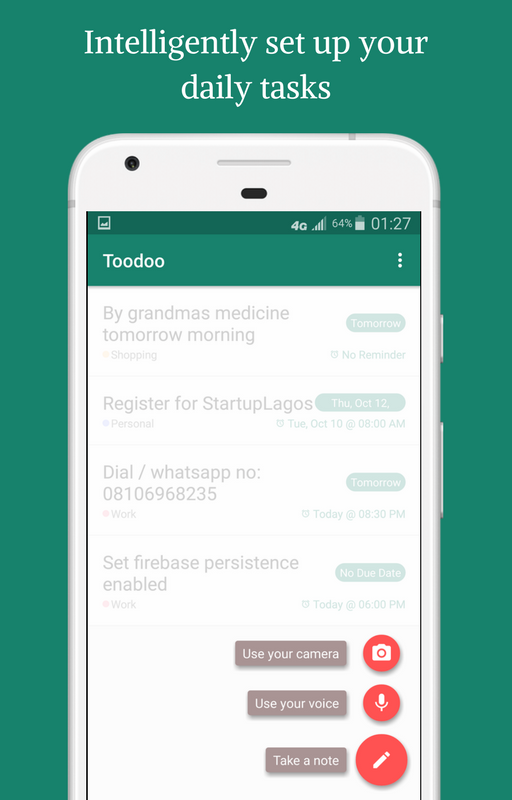 Intelligently set up your
daily tasks
4G 64% 01:27
Toodoo
By grandmas medicine
tomorrow morning
Tomorrow
Shopping
No Reminder
Register for StartupLagos
Thu, Oct 12,
Personal
Tue, Oct 10 @ 08:00 AM
Dial / whatsapp no:
08106968235
Tomorrow
Work
Today @ 08:30 PM
Set firebase persistence
enabled
No Due Date
Work
Today @ 06:00 PM
Use your camera
Use your voice
Take a note